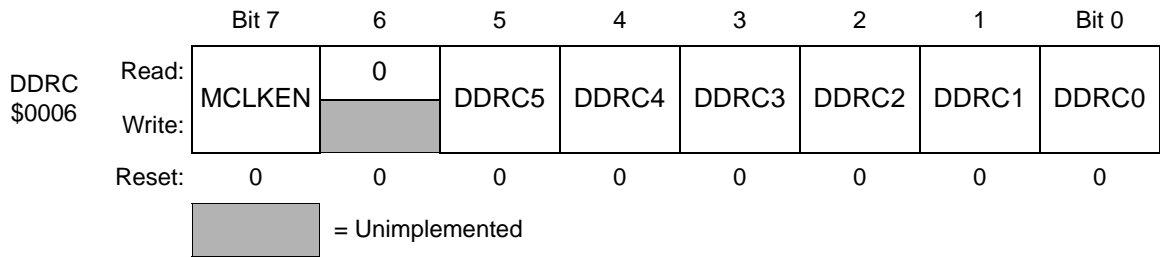 Bit 7 6 5 4 3 2 1 Bit 0
DDRC
$0006
Read:
Write:
MCLKEN 0 DDRC5 DDRC4 DDRC3 DDRC2 DDRC1 DDRC0
Reset: 0 0 0 0 0 0 0 0
= Unimplemented